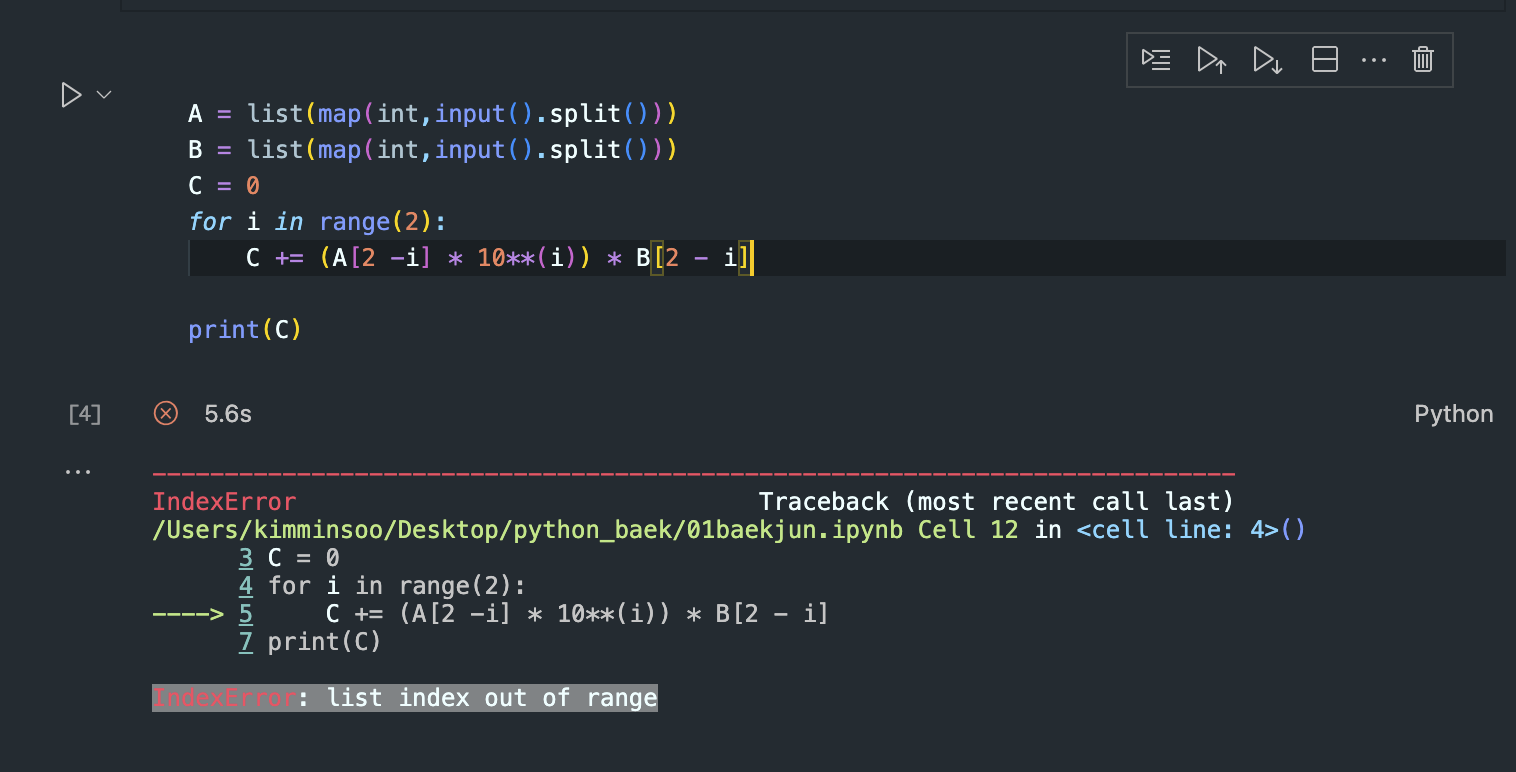 A = list(map(int,input().split()))
B = list(map(int,input().split()))
C = 0
for i in range(2):
    C += (A[2 -i] * 10**(i)) * B[2 - i]
print(C)
[4] 5.6s Python
...
---------------------------------------------------------------------------
IndexError Traceback (most recent call last)
/Users/kimminsoo/Desktop/python_baek/01baekjun.ipynb Cell 12 in <cell line: 4>()
3 C = 0
4 for i in range(2):
----> 5     C += (A[2 -i] * 10**(i)) * B[2 - i]
7 print(C)
IndexError: list index out of range